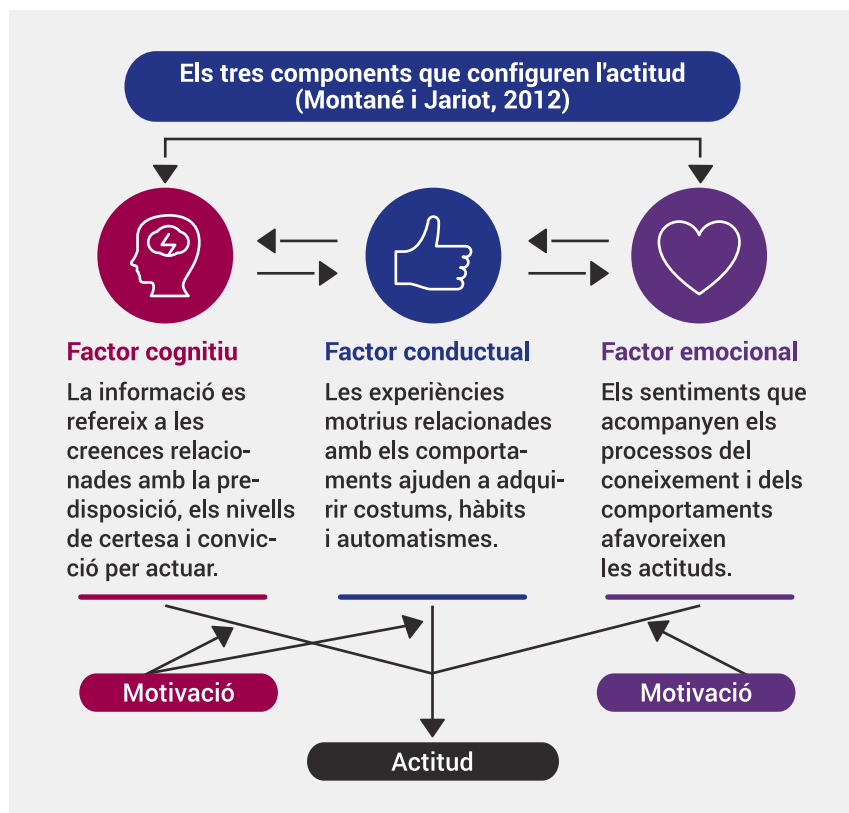 Els tres components que configuren l'actitud
(Montané i Jariot, 2012)
Factor cognitiu
La informació es
refereix a les
creences relacio-
nades amb la pre-
disposició, els nivells
de certesa i convic-
ció per actuar.
Factor conductual
Les experiències
motrius relacionades
amb els comporta-
ments ajuden a adqui-
rir costums, hàbits
i automatismes.
Factor emocional
Els sentiments que
acompanyen els
processos del
coneixement i dels
comportaments
afavoreixen
les actituds.
Motivació
Motivació
Actitud